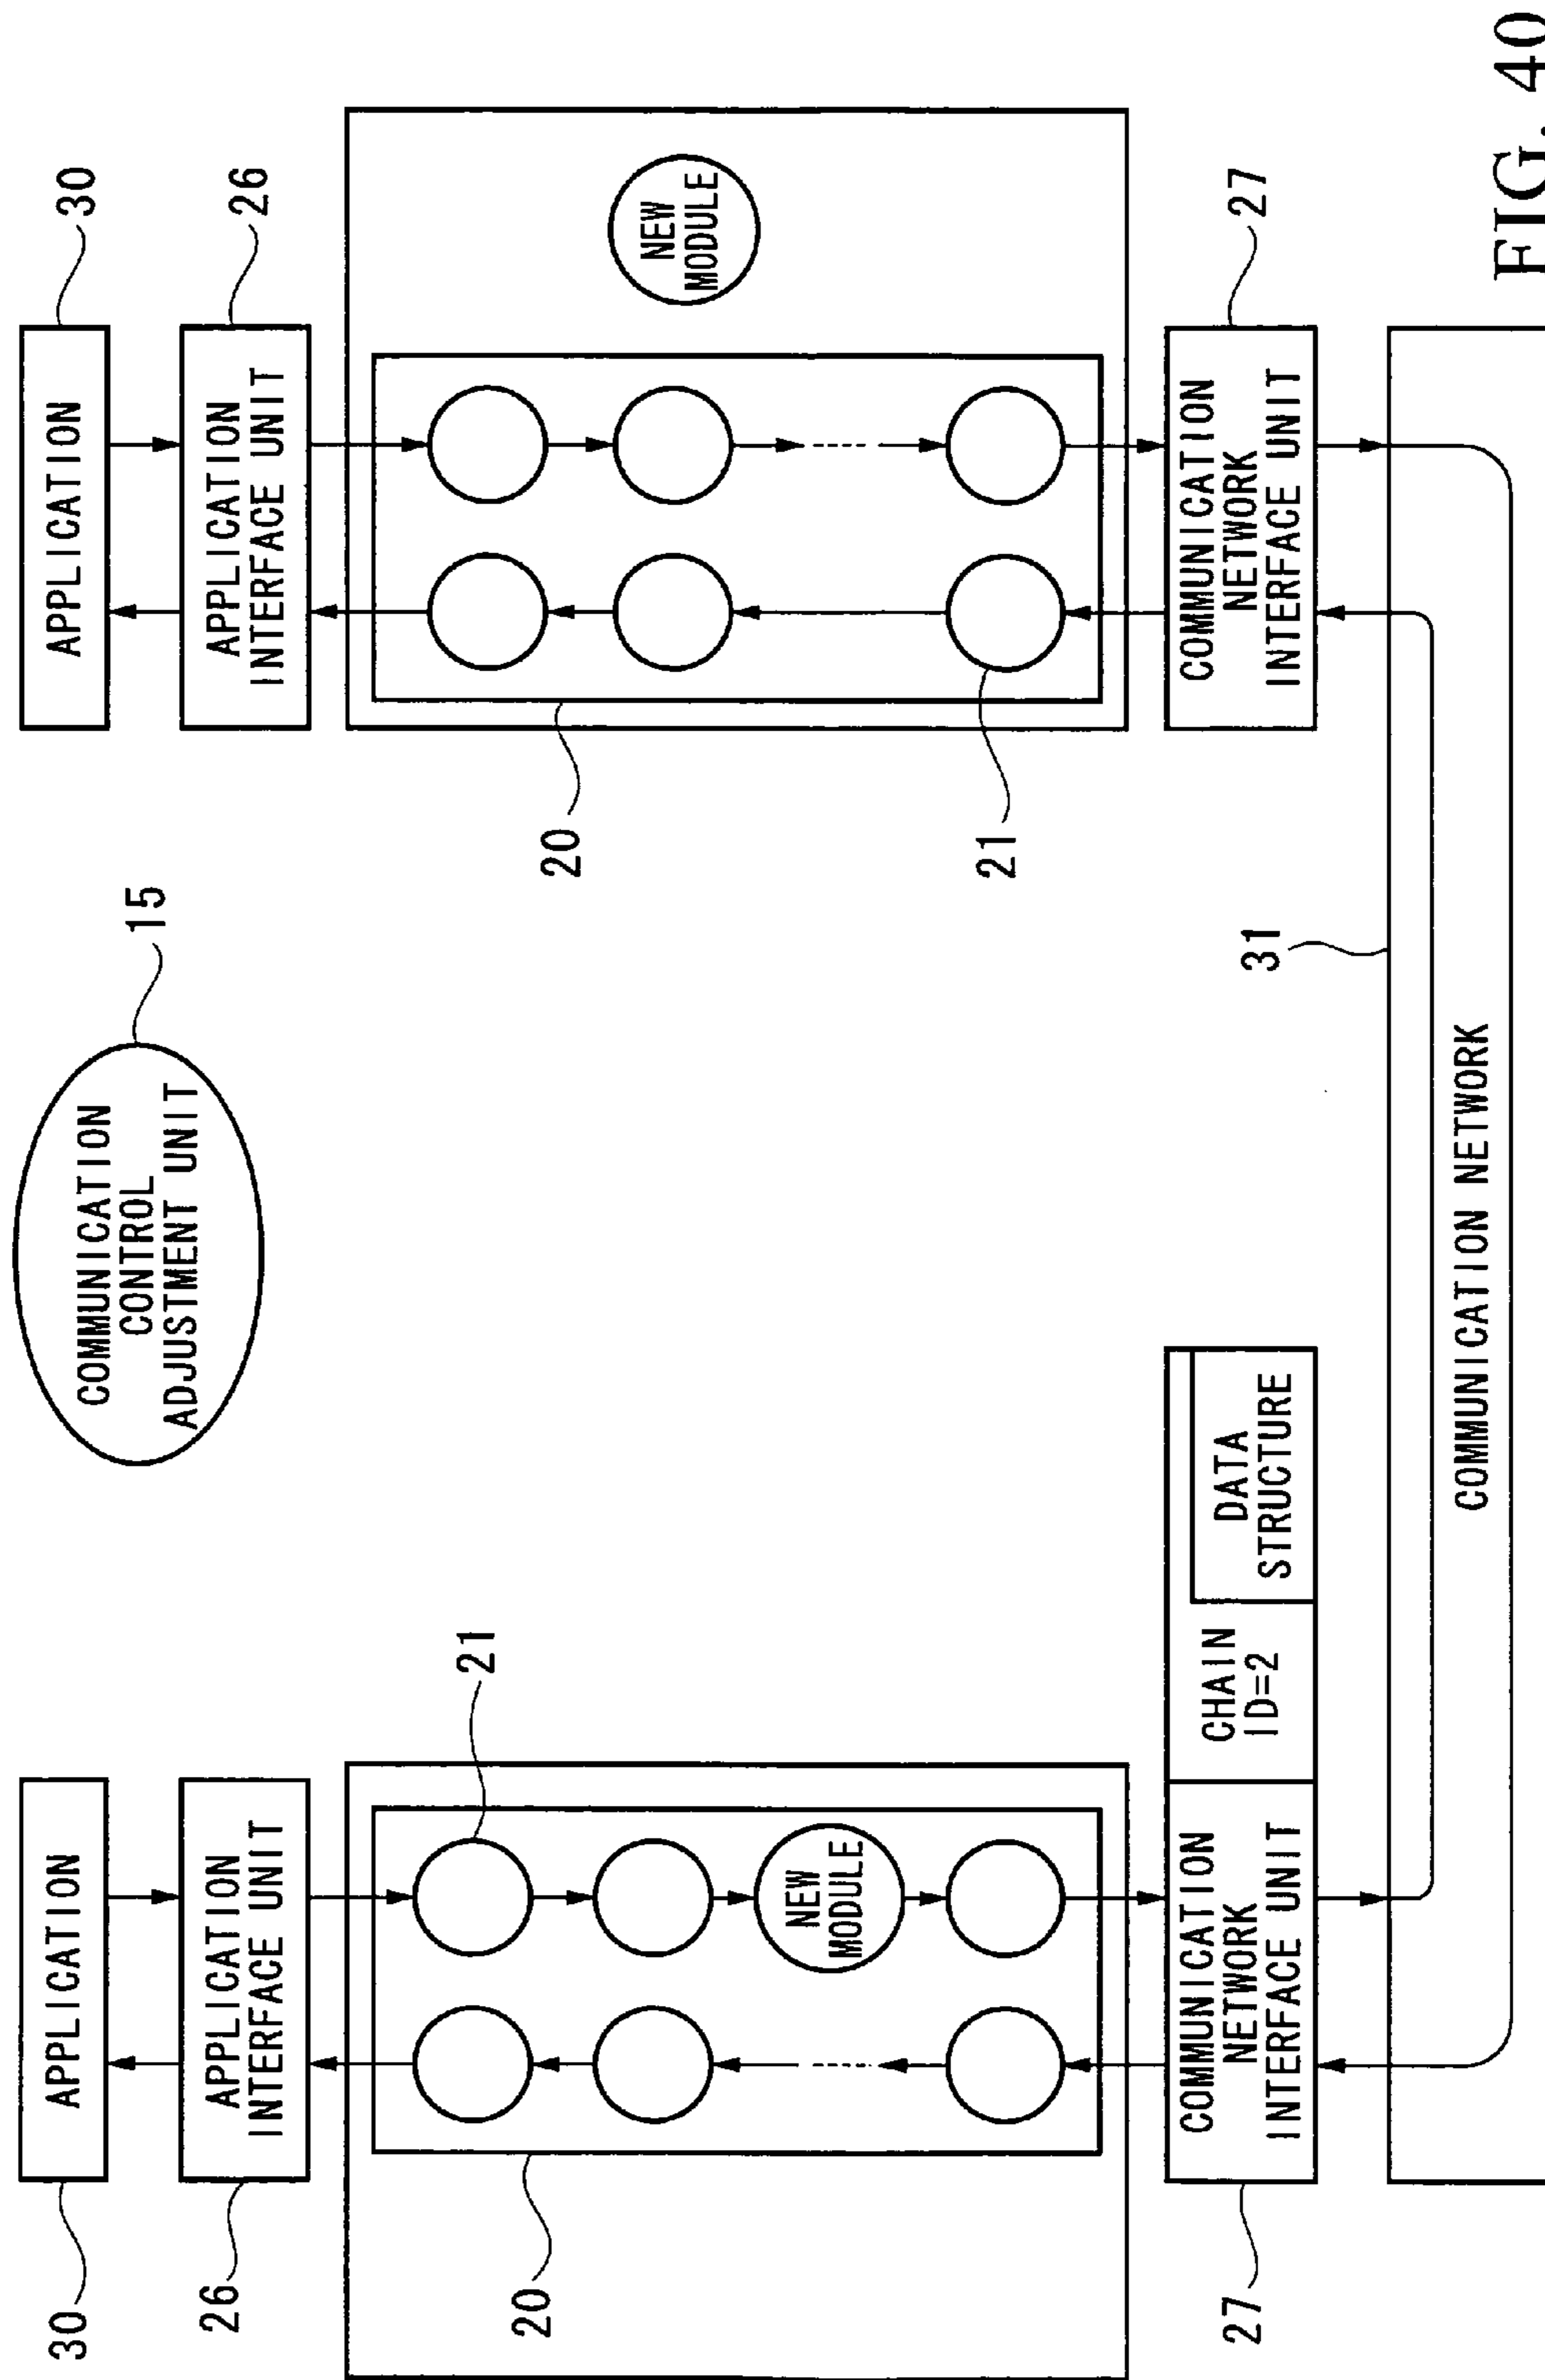 30
APPLICATION
26
APPLICATION
INTERFACE UNIT
20
21
NEW
MODULE
27
COMMUNICATION
NETWORK
INTERFACE UNIT
CHAIN
ID=2
DATA
STRUCTURE
COMMUNICATION
CONTROL
ADJUSTMENT UNIT
15
APPLICATION
30
APPLICATION
INTERFACE UNIT
26
NEW
MODULE
20
21
COMMUNICATION
NETWORK
INTERFACE UNIT
27
31
COMMUNICATION NETWORK
FIG. 40